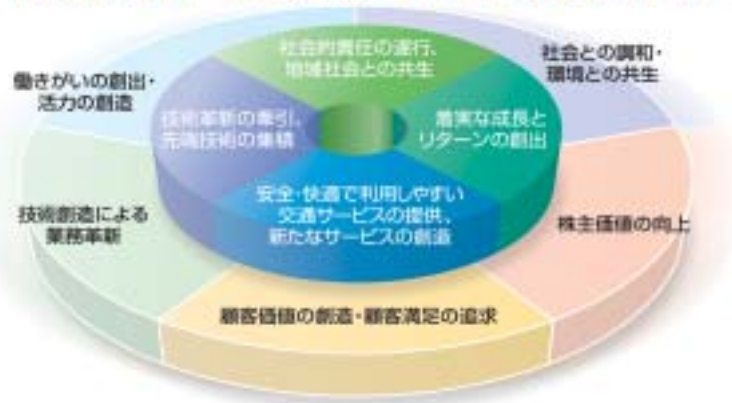 社会的責任の遂行、
地域社会との共生
社会との調和・
環境との共生
働きがいの創出・
活力の創造
技術革新の牽引、
先端技術の集積
着実な成長と
リターンの創出
安全・快適で利用しやすい
交通サービスの提供、
新たなサービスの創造
技術創造による
業務革新
株主価値の向上
顧客価値の創造・顧客満足の追求